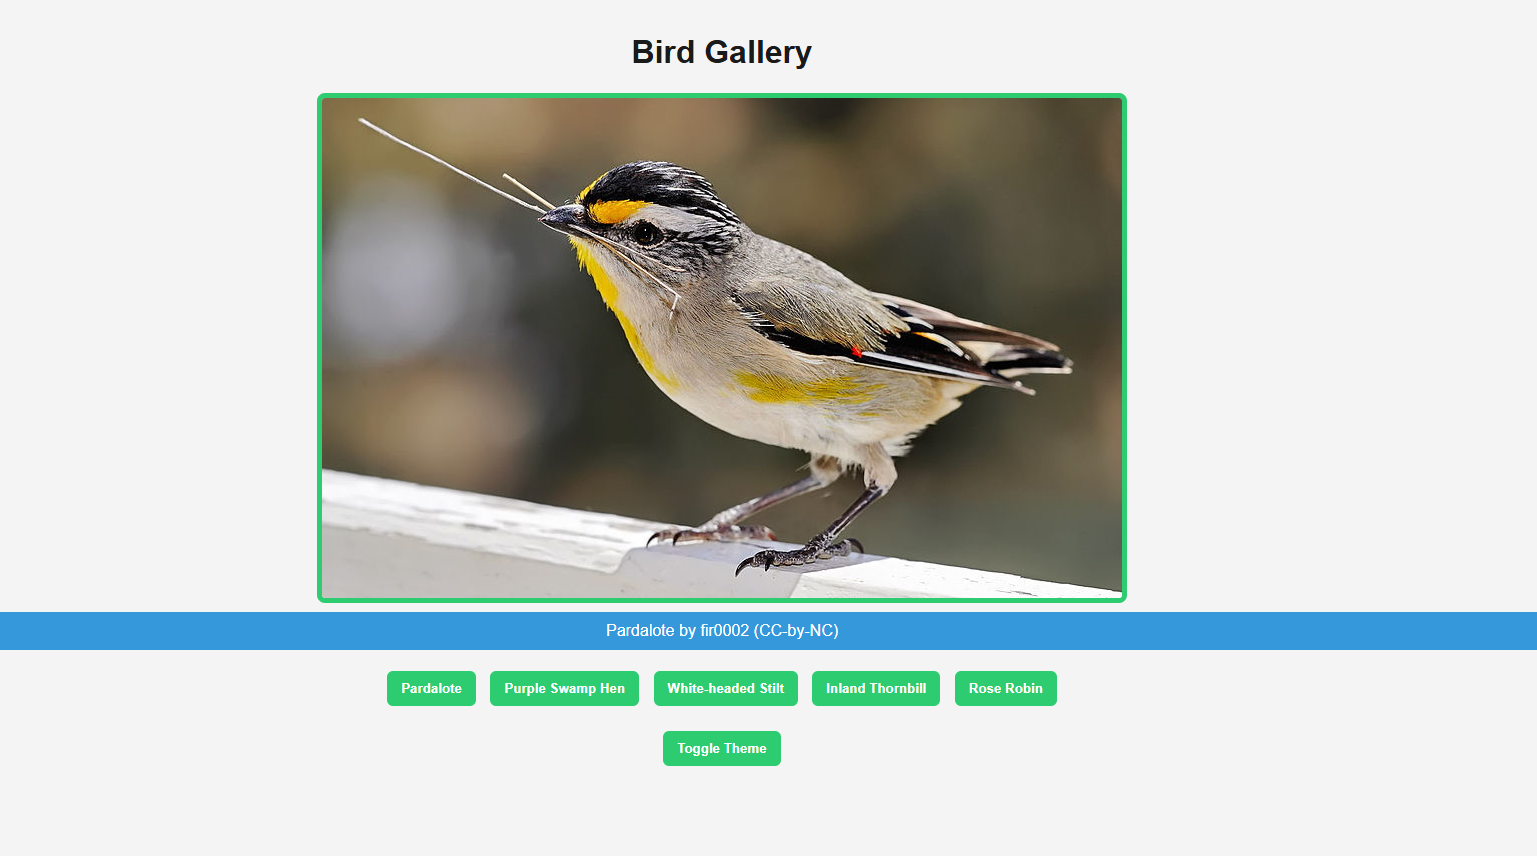 Bird Gallery
Pardalote by fir0002 (CC-by-NC)
Pardalote Purple Swamp Hen White-headed Stilt Inland Thornbill Rose Robin
Toggle Theme